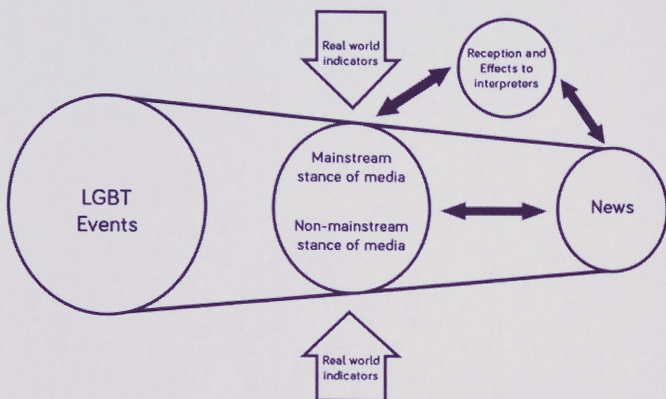 Real world
indicators
Reception and
Effects to
interpreters
Mainstream
stance of media
LGBT
Events
News
Non-mainstream
stance of media
Real world
indicators